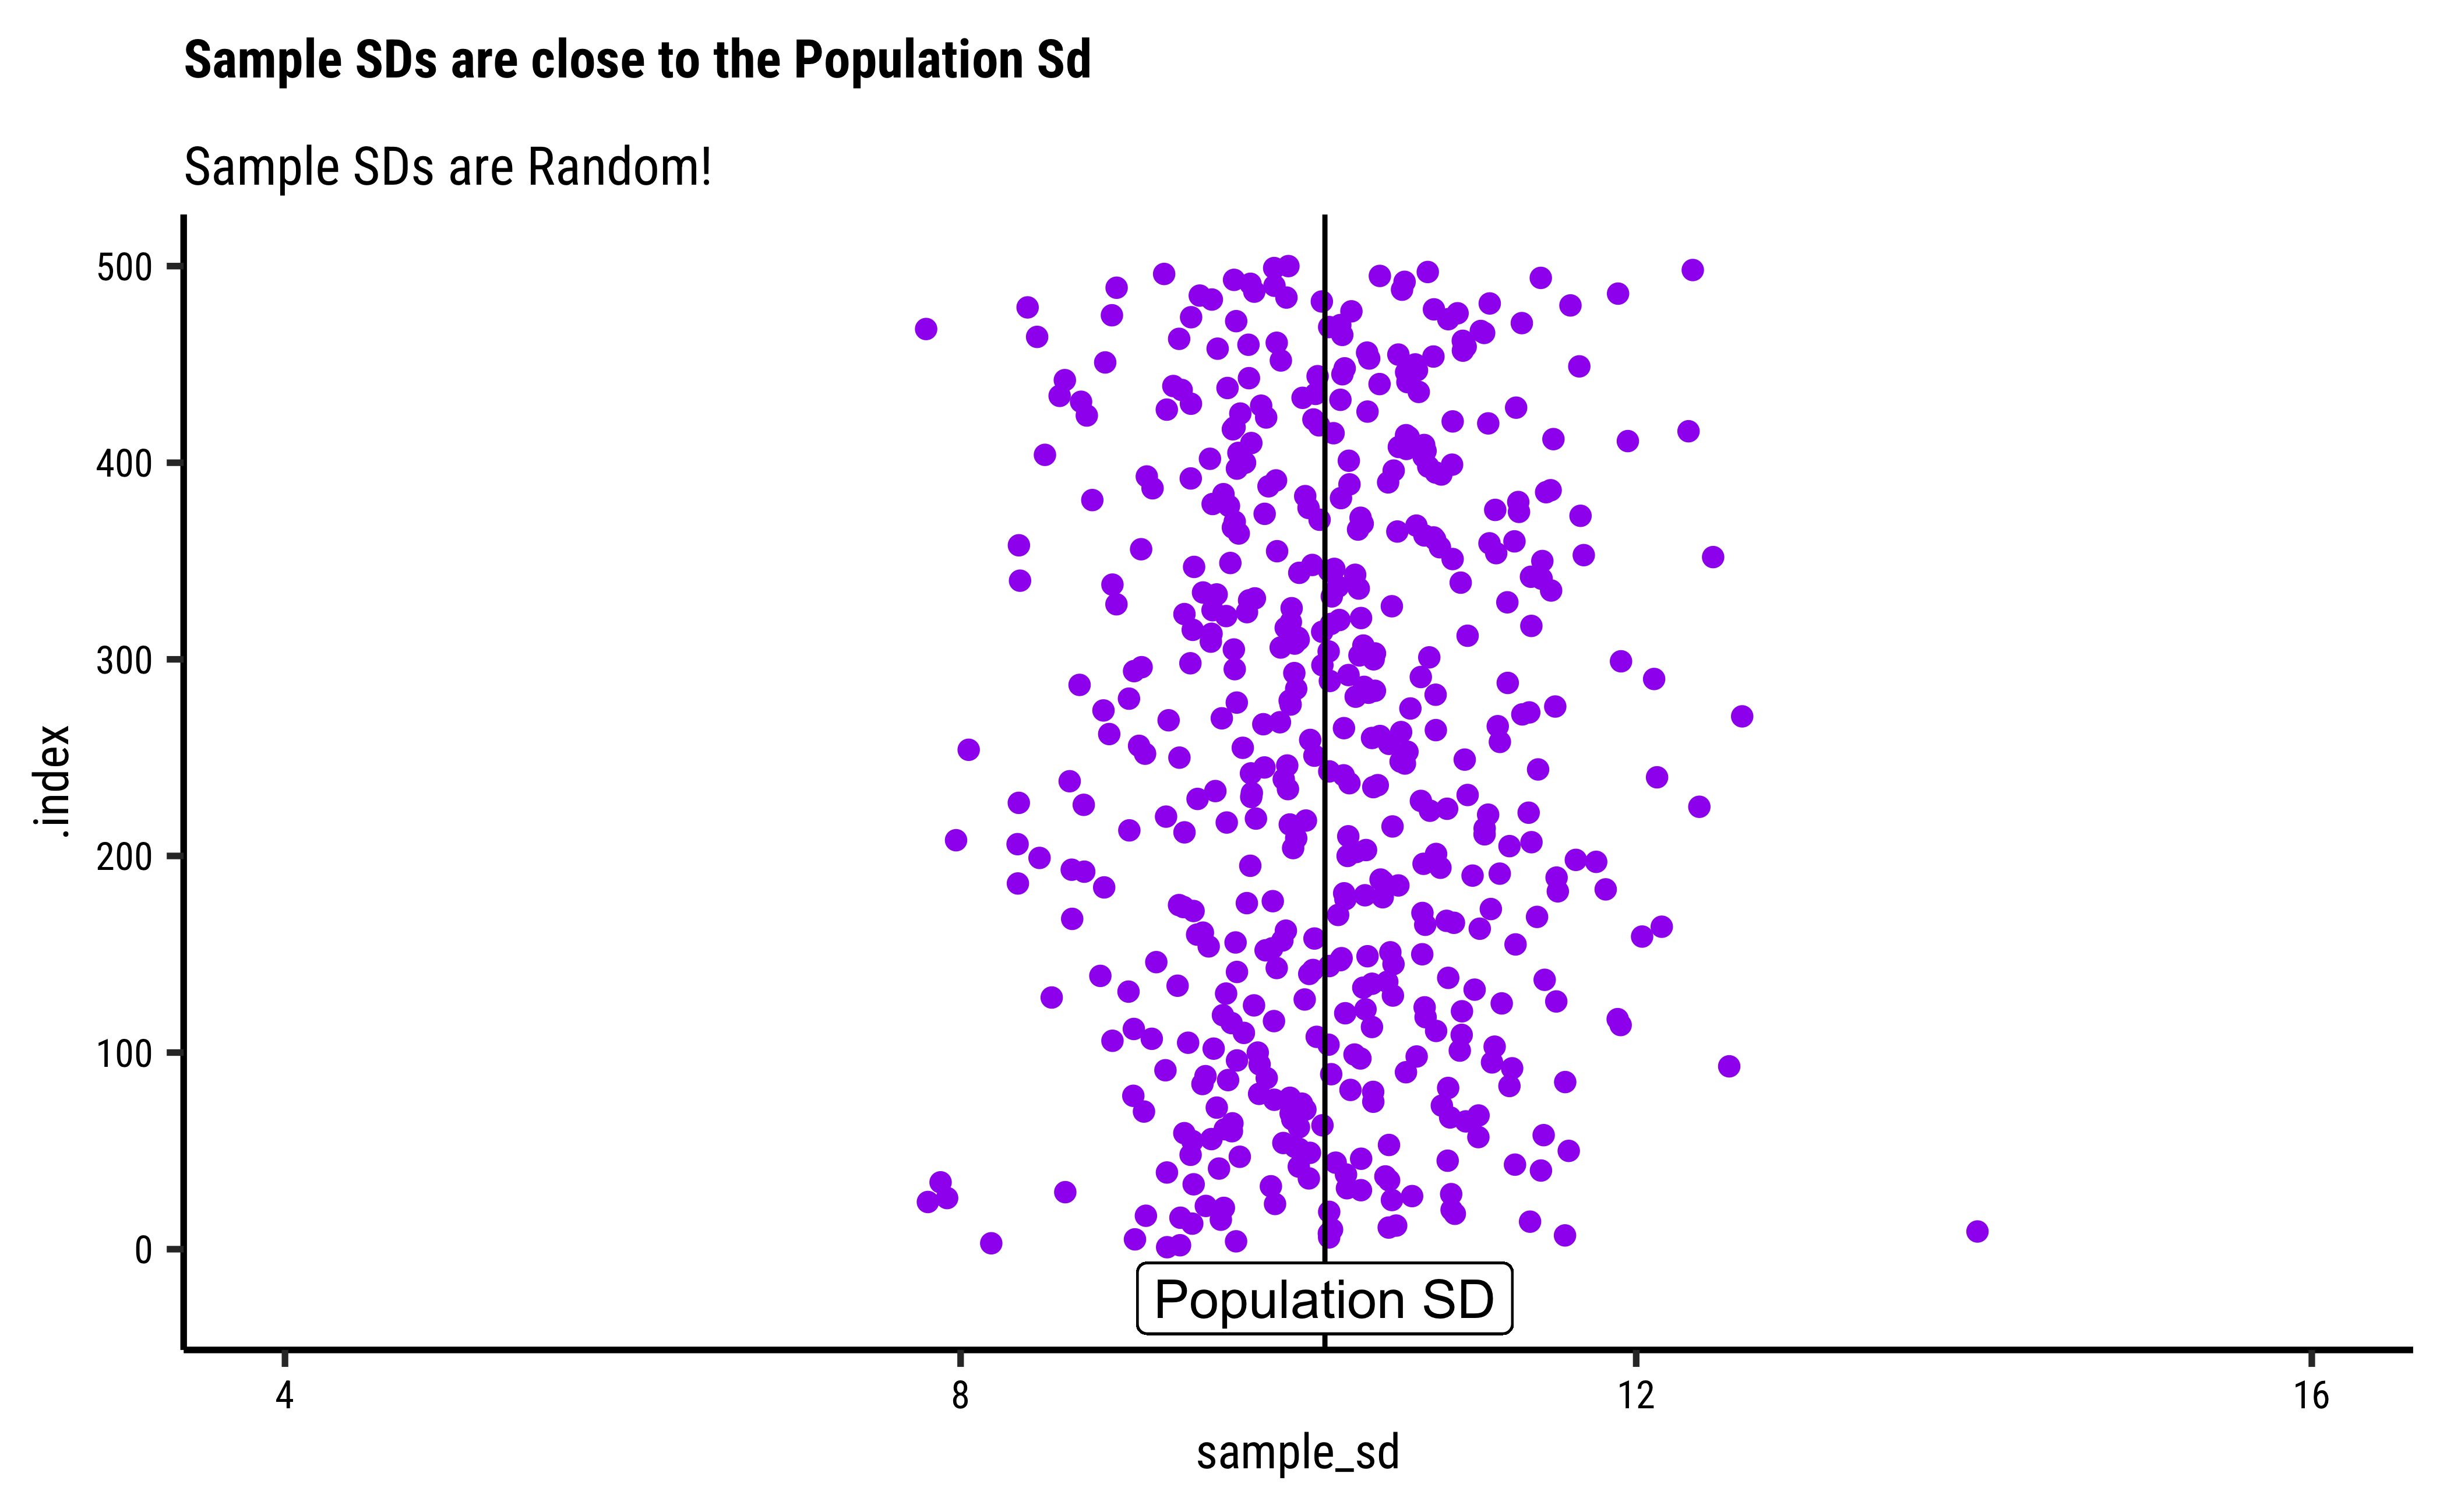 Sample SDs are close to the Population Sd
Sample SDs are Random!
500
400
300
200
100
0
.index
Population SD
4 8 12 16
sample_sd